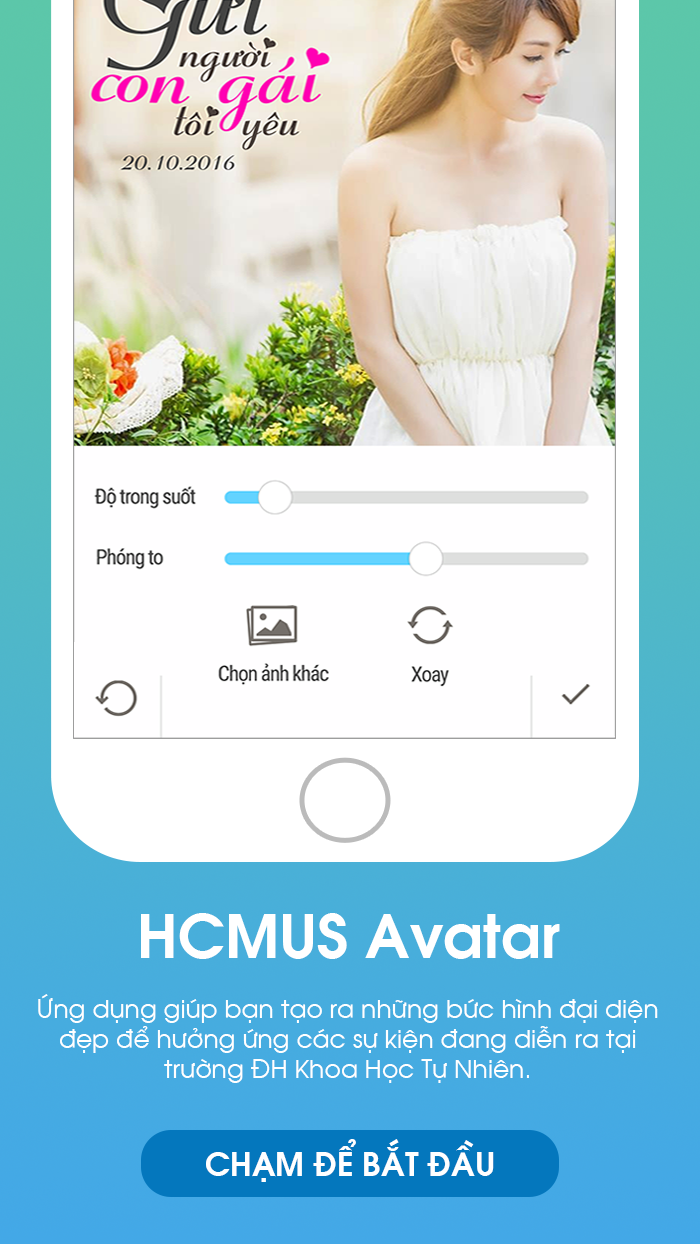 Gửi
người
con gái
tôi yêu
20.10.2016
Độ trong suốt
Phóng to
Chọn ảnh khác
Xoay
HCMUS Avatar
Ứng dụng giúp bạn tạo ra những bức hình đại diện
đẹp để hưởng ứng các sự kiện đang diễn ra tại
trường ĐH Khoa Học Tự Nhiên.
CHẠM ĐỂ BẮT ĐẦU